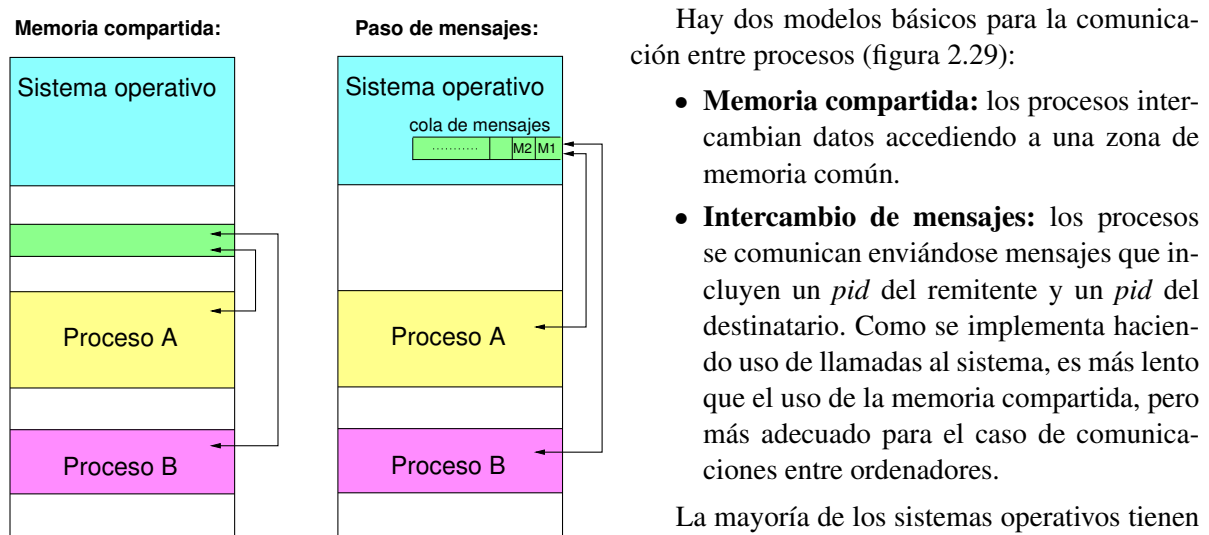 Memoria compartida:
Sistema operativo
Proceso A
Proceso B
Paso de mensajes:
Sistema operativo
cola de mensajes
........... M2 M1
Proceso A
Proceso B
Hay dos modelos básicos para la comunica-
ción entre procesos (figura 2.29):
• Memoria compartida: los procesos inter-
cambian datos accediendo a una zona de
memoria común.
• Intercambio de mensajes: los procesos
se comunican enviándose mensajes que in-
cluyen un pid del remitente y un pid del
destinatario. Como se implementa hacien-
do uso de llamadas al sistema, es más lento
que el uso de la memoria compartida, pero
más adecuado para el caso de comunica-
ciones entre ordenadores.
La mayoría de los sistemas operativos tienen